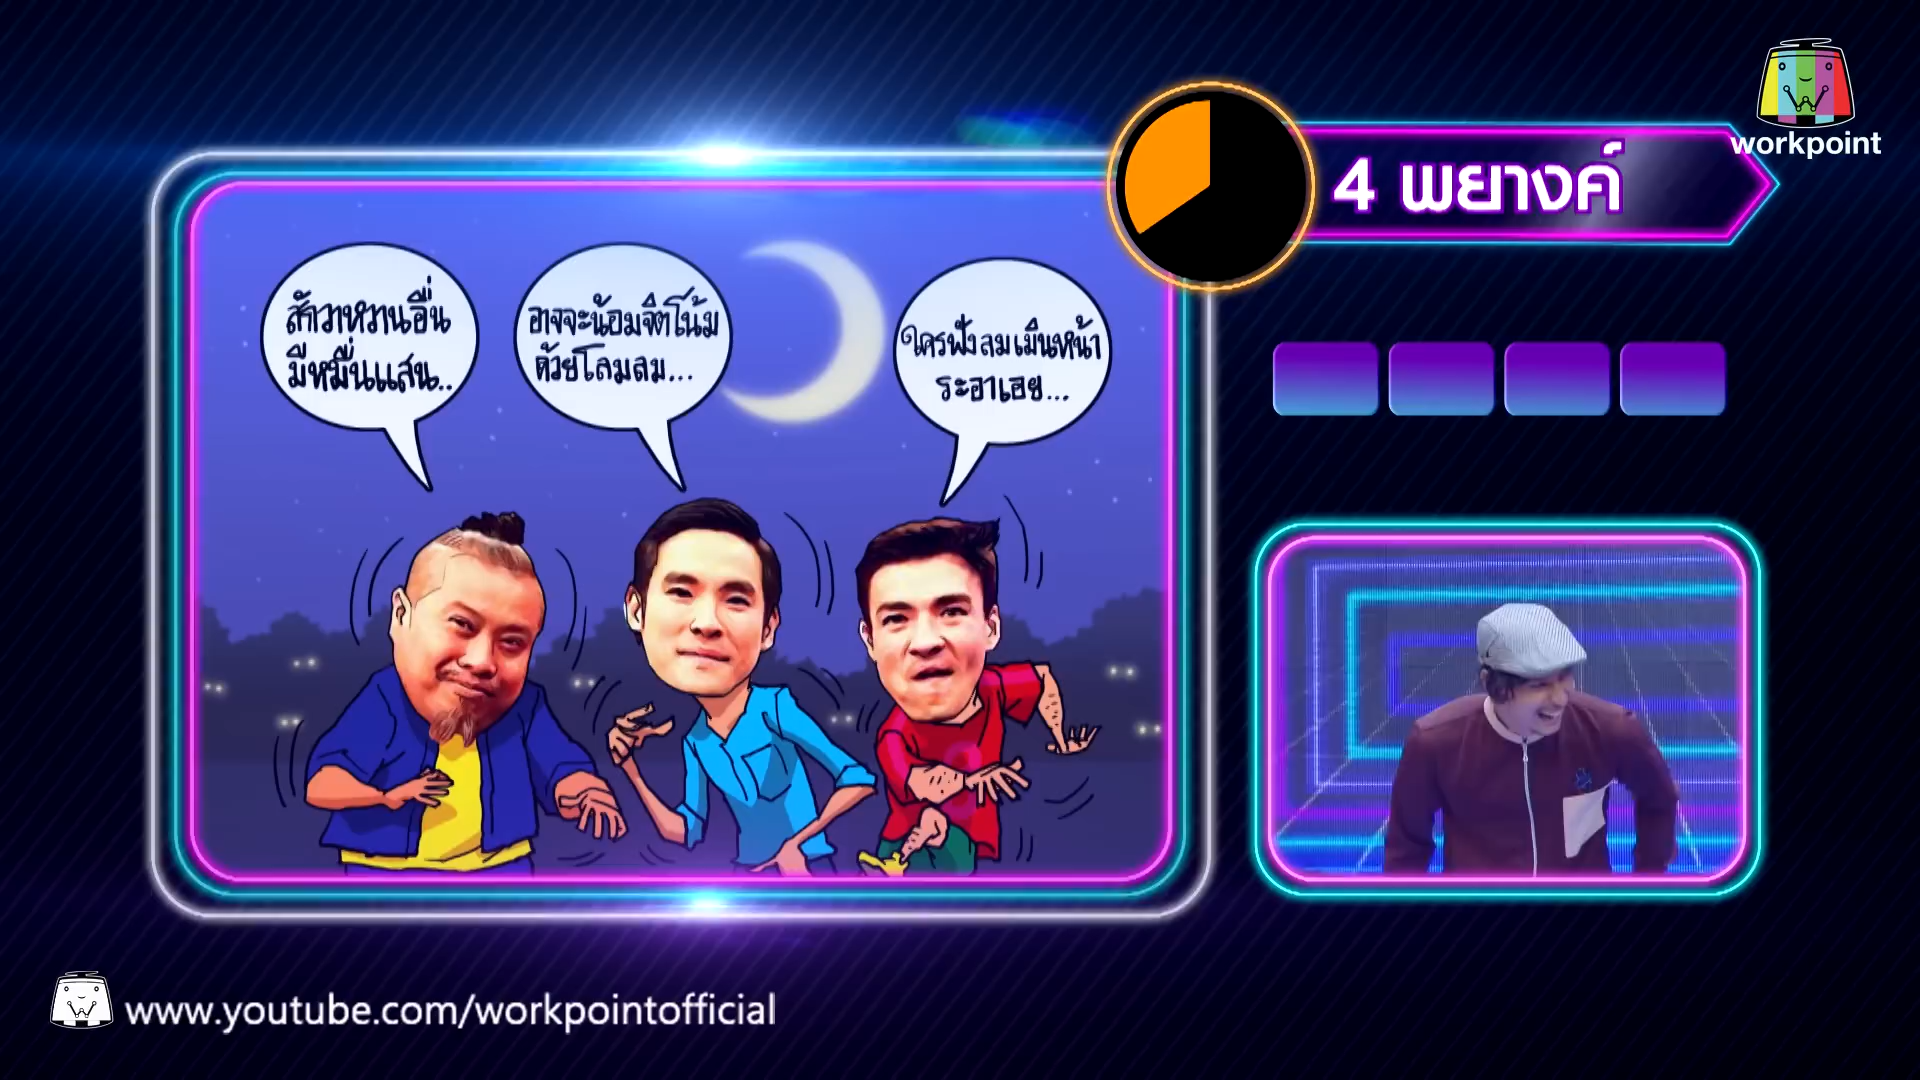 workpoint
4 พยางค์
สักวาหวานอื่น
มีหมื่นแสน..
อาจจะน้อมจิตโน้ม
ด้วยโลมลม...
ใครฟังลมเมินหน้า
ระอาเอย...
www.youtube.com/workpointofficial